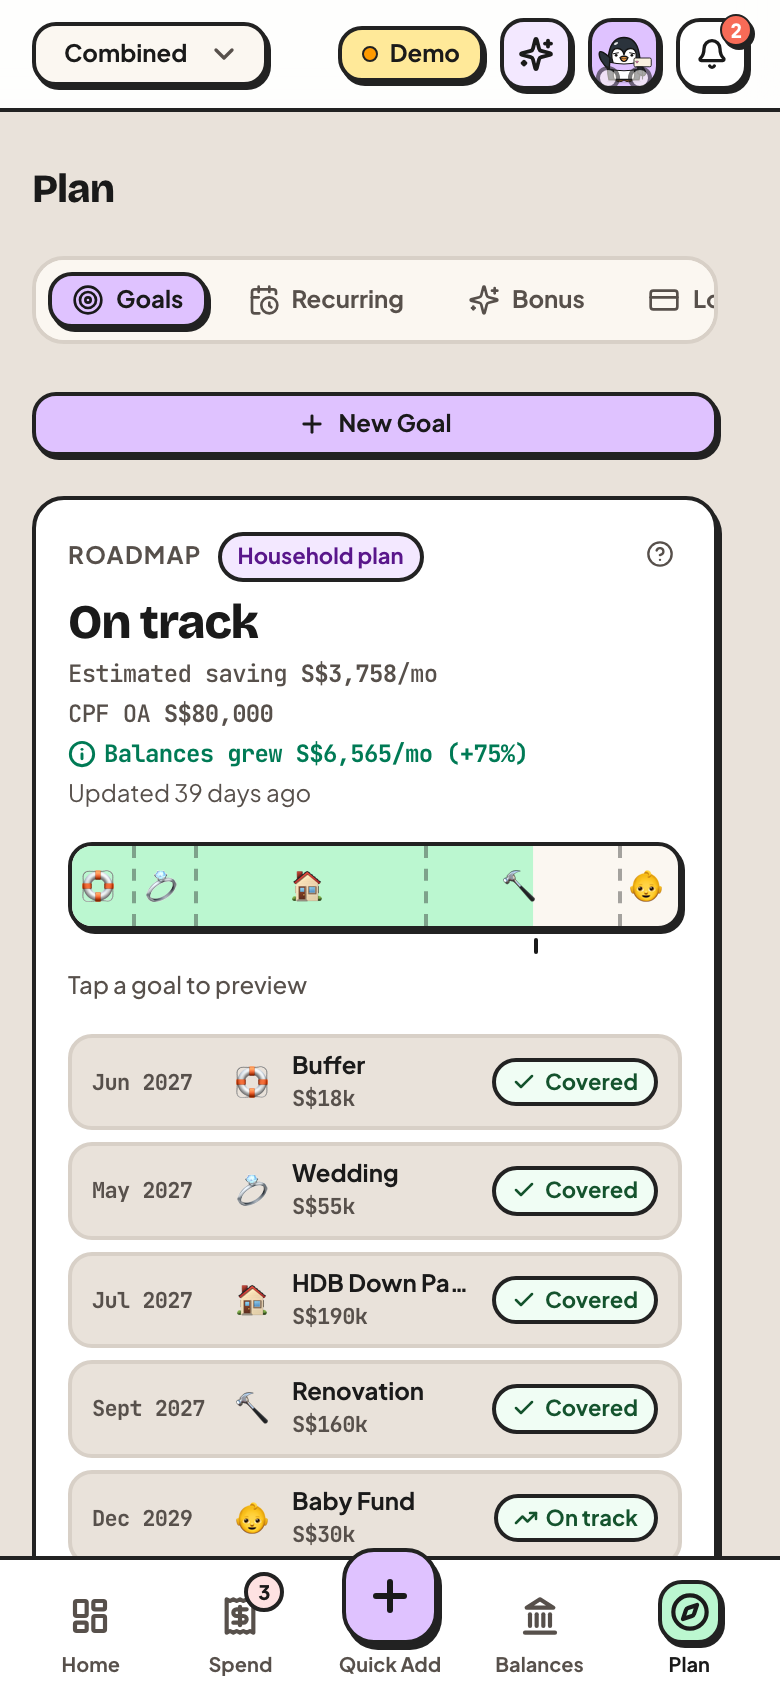 Combined
Demo
2
Plan
Goals
Recurring
Bonus
Lo
New Goal
ROADMAP
Household plan
On track
Estimated saving S$3,758/mo
CPF OA S$80,000
Balances grew S$6,565/mo (+75%)
Updated 39 days ago
Tap a goal to preview
Jun 2027
Buffer
S$18k
Covered
May 2027
Wedding
S$55k
Covered
Jul 2027
HDB Down Pa...
S$190k
Covered
Sept 2027
Renovation
S$160k
Covered
Dec 2029
Baby Fund
S$30k
On track
Home
3
Spend
Quick Add
Balances
Plan